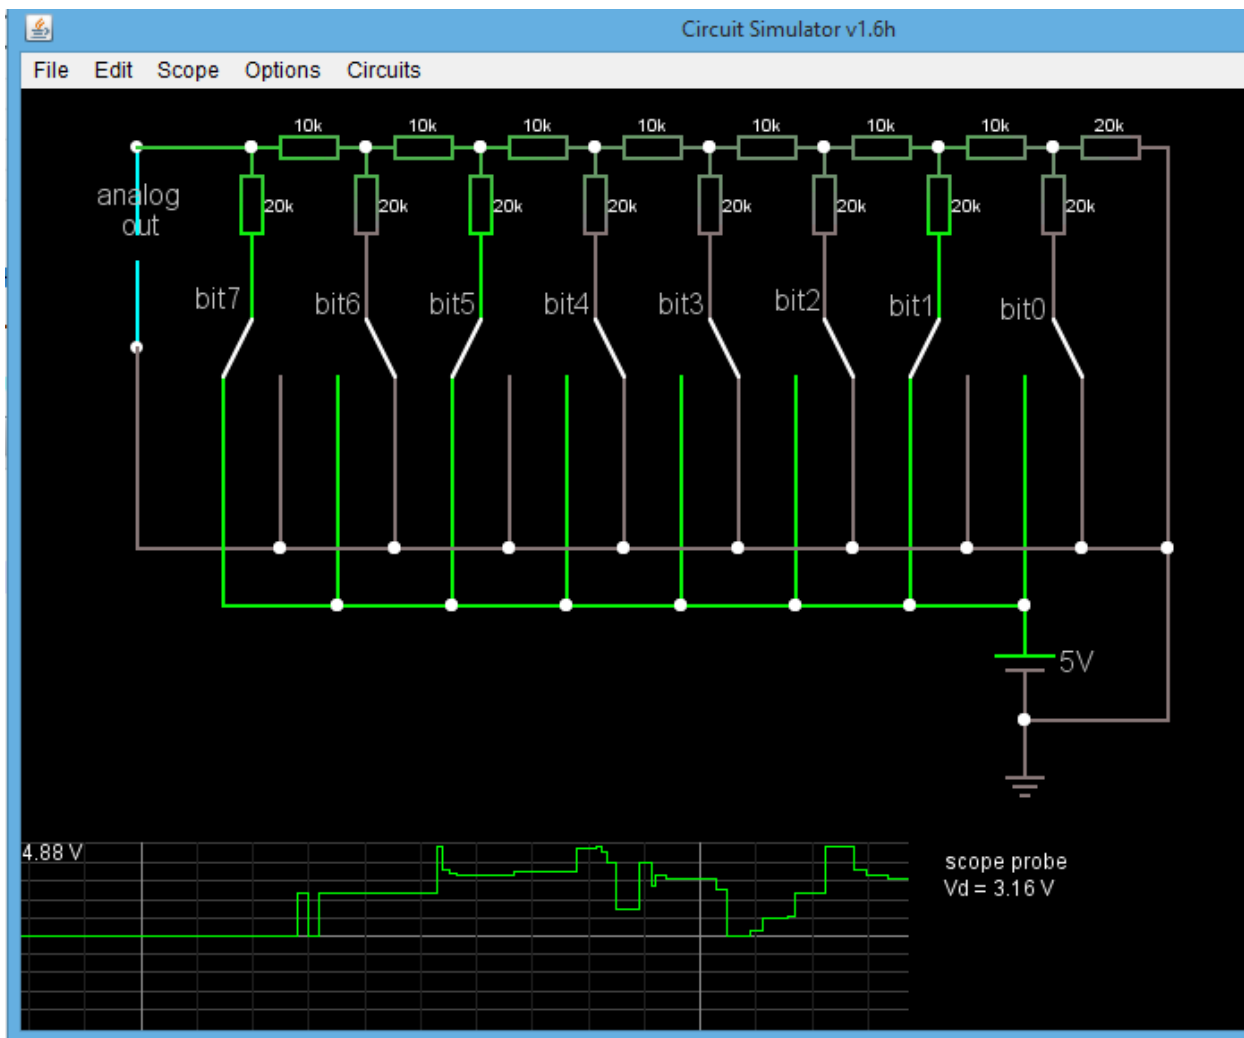 Circuit Simulator v1.6h
File Edit Scope Options Circuits
10k 10k 10k 10k 10k 10k 10k 20k
analog
out
20k 20k 20k 20k 20k 20k 20k 20k
bit7 bit6 bit5 bit4 bit3 bit2 bit1 bit0
5V
4.88 V
scope probe
Vd = 3.16 V